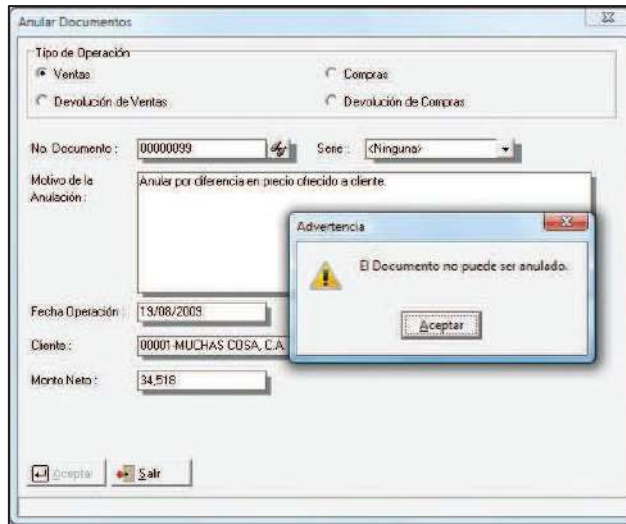 Anular Documentos
Tipo de Operación
Ventas
Compras
Devolución de Ventas
Devolución de Compras
No. Documento :
00000099
Serie :
<Ninguna>
Motivo de la
Anulación :
Anular por diferencia en precio ofrecido a cliente.
Advertencia
El Documento no puede ser anulado.
Aceptar
Fecha Operación :
19/08/2009
Cliente :
00001-MUCHAS COSA, C.A.
Monto Neto :
34,518
Aceptar
Salir